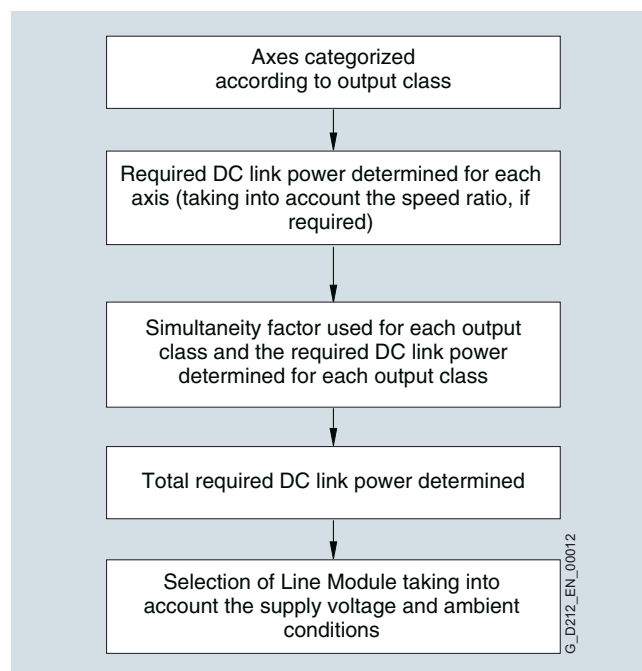 Axes categorized
according to output class
Required DC link power determined for each
axis (taking into account the speed ratio, if
required)
Simultaneity factor used for each output
class and the required DC link power
determined for each output class
Total required DC link power determined
Selection of Line Module taking into
account the supply voltage and ambient
conditions
G_D212_EN_00012